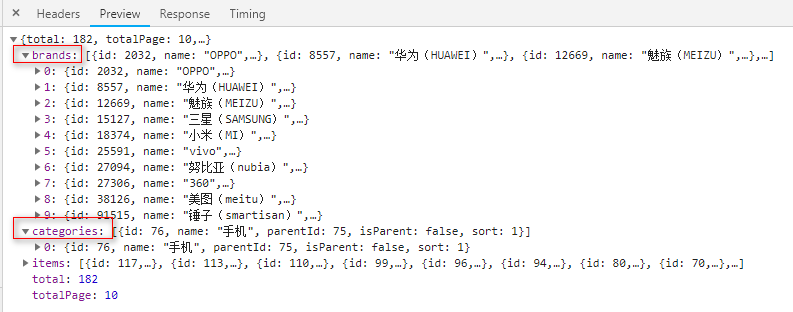 Headers Preview Response Timing
▼{total: 182, totalPage: 10,…}
▼brands: [{id: 2032, name: "OPPO",…}, {id: 8557, name: "华为（HUAWEI）",…}, {id: 12669, name: "魅族（MEIZU）",…},…]
▶0: {id: 2032, name: "OPPO",…}
▶1: {id: 8557, name: "华为（HUAWEI）",…}
▶2: {id: 12669, name: "魅族（MEIZU）",…}
▶3: {id: 15127, name: "三星（SAMSUNG）",…}
▶4: {id: 18374, name: "小米（MI）",…}
▶5: {id: 25591, name: "vivo",…}
▶6: {id: 27094, name: "努比亚（nubia）",…}
▶7: {id: 27306, name: "360",…}
▶8: {id: 38126, name: "美图（meitu）",…}
▶9: {id: 91515, name: "锤子（smartisan）",…}
▼categories: [{id: 76, name: "手机", parentId: 75, isParent: false, sort: 1}]
▶0: {id: 76, name: "手机", parentId: 75, isParent: false, sort: 1}
▶items: [{id: 117,…}, {id: 113,…}, {id: 110,…}, {id: 99,…}, {id: 96,…}, {id: 94,…}, {id: 80,…}, {id: 70,…},…]
total: 182
totalPage: 10